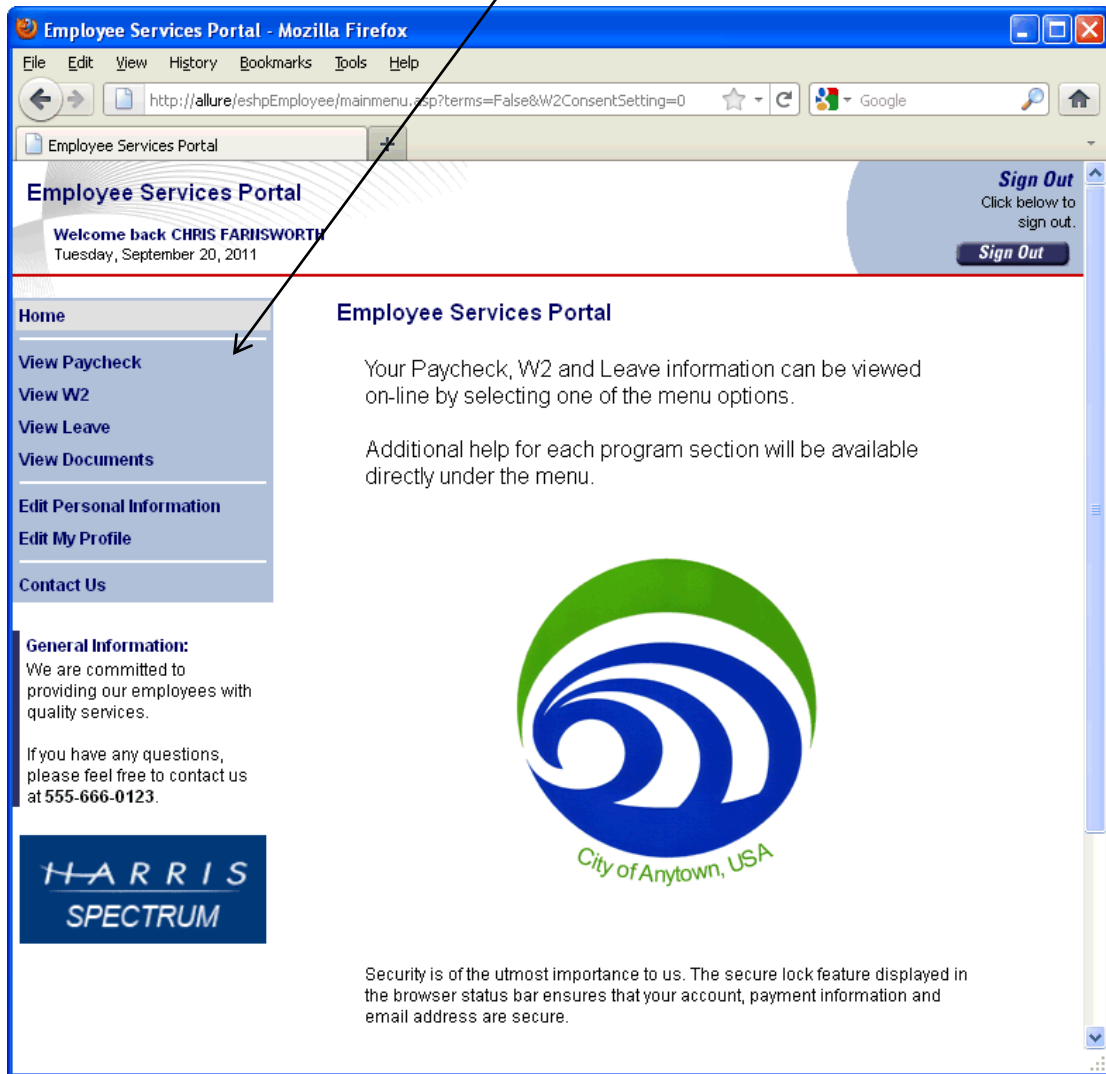 Employee Services Portal - Mozilla Firefox
File Edit View History Bookmarks Tools Help
http://allure/eshpEmployee/mainmenu.asp?terms=False&W2ConsentSetting=0
Google
Employee Services Portal
Employee Services Portal
Welcome back CHRIS FARNSWORTH
Tuesday, September 20, 2011
Sign Out
Click below to
sign out.
Sign Out
Home
View Paycheck
View W2
View Leave
View Documents
Edit Personal Information
Edit My Profile
Contact Us
General Information:
We are committed to
providing our employees with
quality services.
If you have any questions,
please feel free to contact us
at 555-666-0123.
HARRIS
SPECTRUM
Employee Services Portal
Your Paycheck, W2 and Leave information can be viewed
on-line by selecting one of the menu options.
Additional help for each program section will be available
directly under the menu.
City of Anytown, USA
Security is of the utmost importance to us. The secure lock feature displayed in
the browser status bar ensures that your account, payment information and
email address are secure.